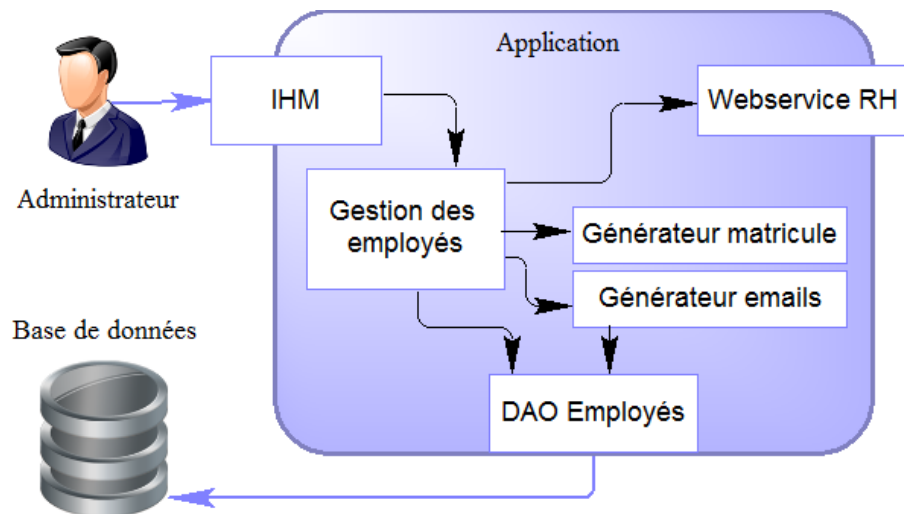 Application
IHM
Webservice RH
Administrateur
Gestion des
employés
Générateur matricule
Générateur emails
Base de données
DAO Employés